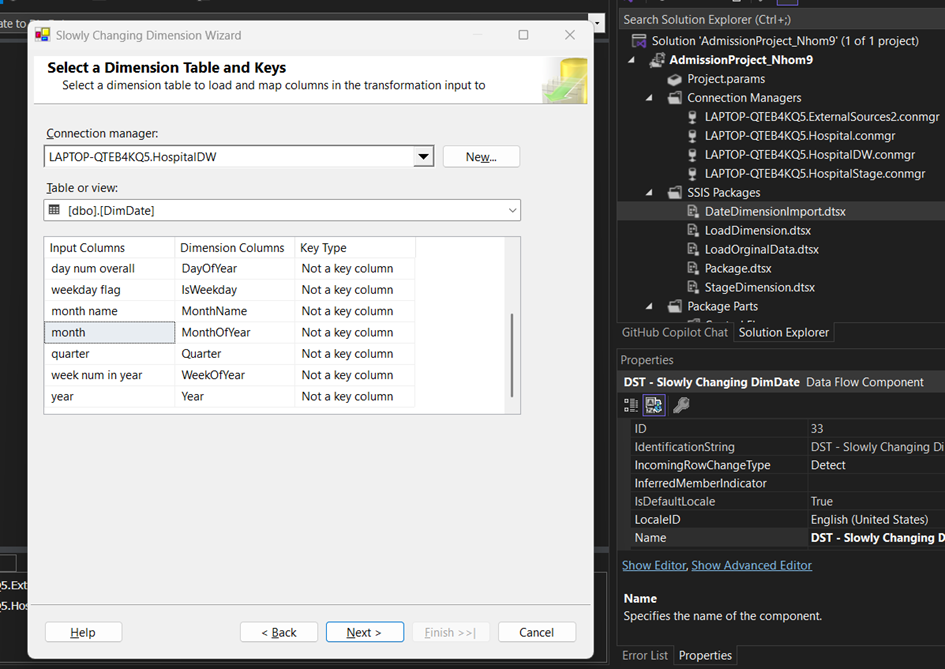 ate to
Slowly Changing Dimension Wizard
Select a Dimension Table and Keys
Select a dimension table to load and map columns in the transformation input to
Connection manager:
LAPTOP-QTEB4KQ5.HospitalDW
New...
Table or view:
[dbo].[DimDate]
Input Columns Dimension Columns Key Type
day num overall DayOfYear Not a key column
weekday flag IsWeekday Not a key column
month name MonthName Not a key column
month MonthOfYear Not a key column
quarter Quarter Not a key column
week num in year WeekOfYear Not a key column
year Year Not a key column
Q5.Ext
Q5.Hos
Help
< Back
Next >
Finish >>|
Cancel
Search Solution Explorer (Ctrl+;)
Solution 'AdmissionProject_Nhom9' (1 of 1 project)
AdmissionProject_Nhom9
Project.params
Connection Managers
LAPTOP-QTEB4KQ5.ExternalSources2.conmgr
LAPTOP-QTEB4KQ5.Hospital.conmgr
LAPTOP-QTEB4KQ5.HospitalDW.conmgr
LAPTOP-QTEB4KQ5.HospitalStage.conmgr
SSIS Packages
DateDimensionImport.dtsx
LoadDimension.dtsx
LoadOrginalData.dtsx
Package.dtsx
StageDimension.dtsx
Package Parts
GitHub Copilot Chat Solution Explorer
Properties
DST - Slowly Changing DimDate Data Flow Component
ID 33
IdentificationString DST - Slowly Changing Di
IncomingRowChangeType Detect
InferredMemberIndicator
IsDefaultLocale True
LocaleID English (United States)
Name DST - Slowly Changing D
Show Editor, Show Advanced Editor
Name
Specifies the name of the component.
Error List Properties